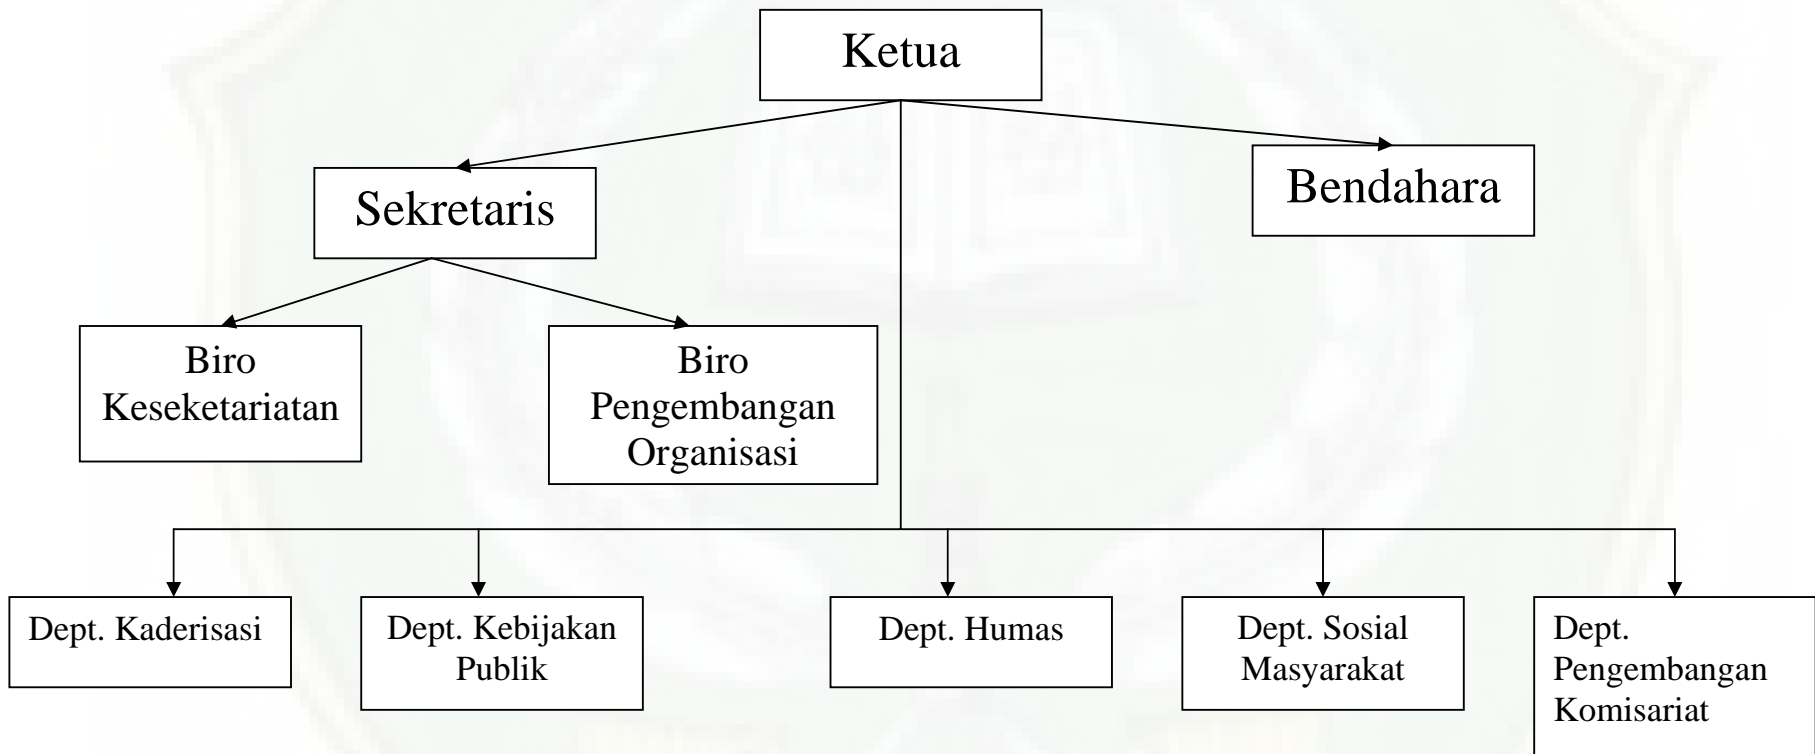 Ketua
Sekretaris
Bendahara
Biro
Keseketariatan
Biro
Pengembangan
Organisasi
Dept. Kaderisasi
Dept. Kebijakan
Publik
Dept. Humas
Dept. Sosial
Masyarakat
Dept.
Pengembangan
Komisariat